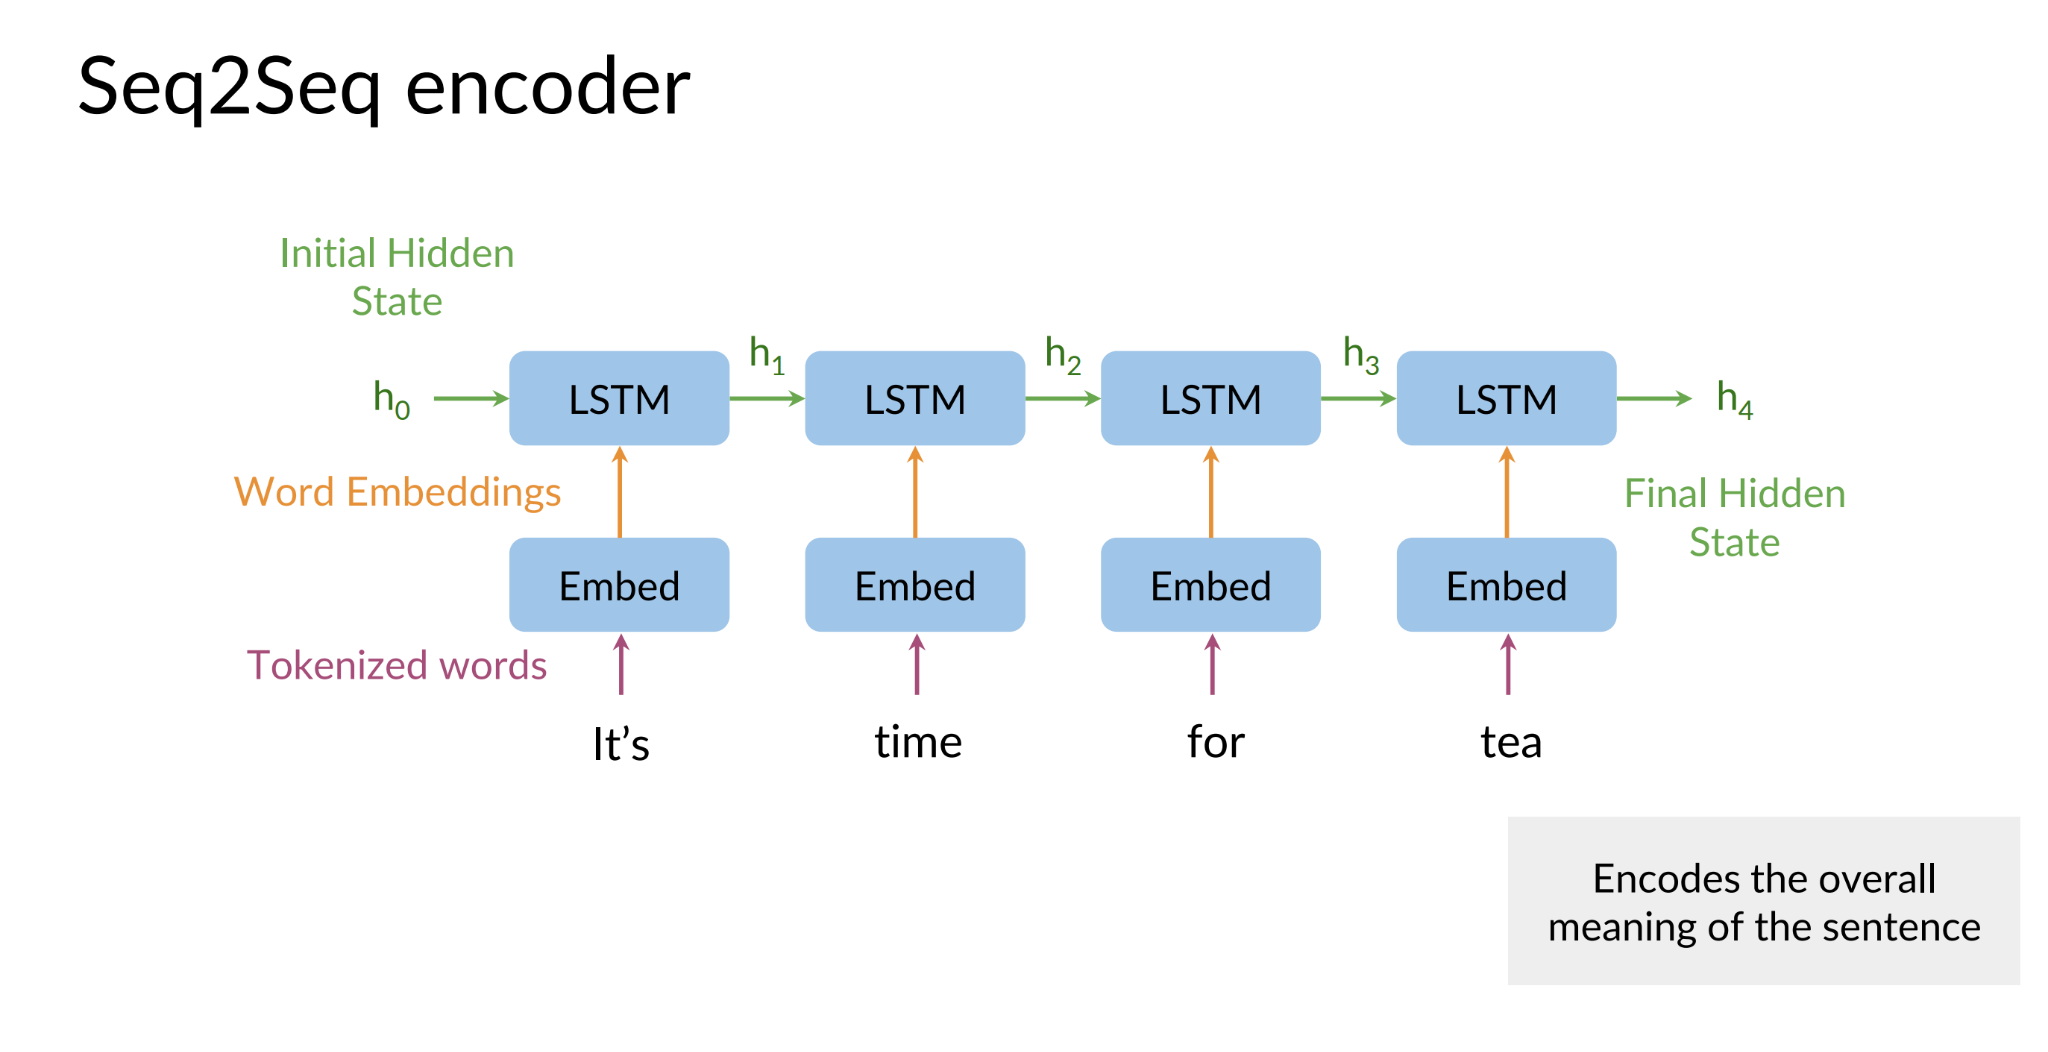 Seq2Seq encoder
Initial Hidden
State
h₁
h₂
h₃
h₀
LSTM
LSTM
LSTM
LSTM
h₄
Word Embeddings
Final Hidden
State
Embed
Embed
Embed
Embed
Tokenized words
It’s
time
for
tea
Encodes the overall
meaning of the sentence